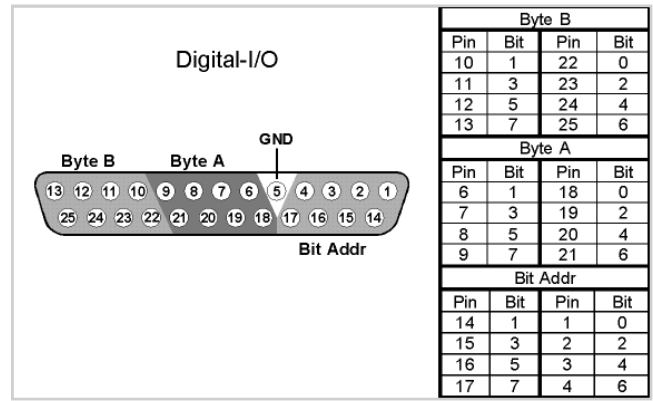 Digital-I/O
GND
Byte B Byte A
13 12 11 10 9 8 7 6 5 4 3 2 1
25 24 23 22 21 20 19 18 17 16 15 14
Bit Addr
Byte B
Pin Bit Pin Bit
10 1 22 0
11 3 23 2
12 5 24 4
13 7 25 6
Byte A
Pin Bit Pin Bit
6 1 18 0
7 3 19 2
8 5 20 4
9 7 21 6
Bit Addr
Pin Bit Pin Bit
14 1 1 0
15 3 2 2
16 5 3 4
17 7 4 6